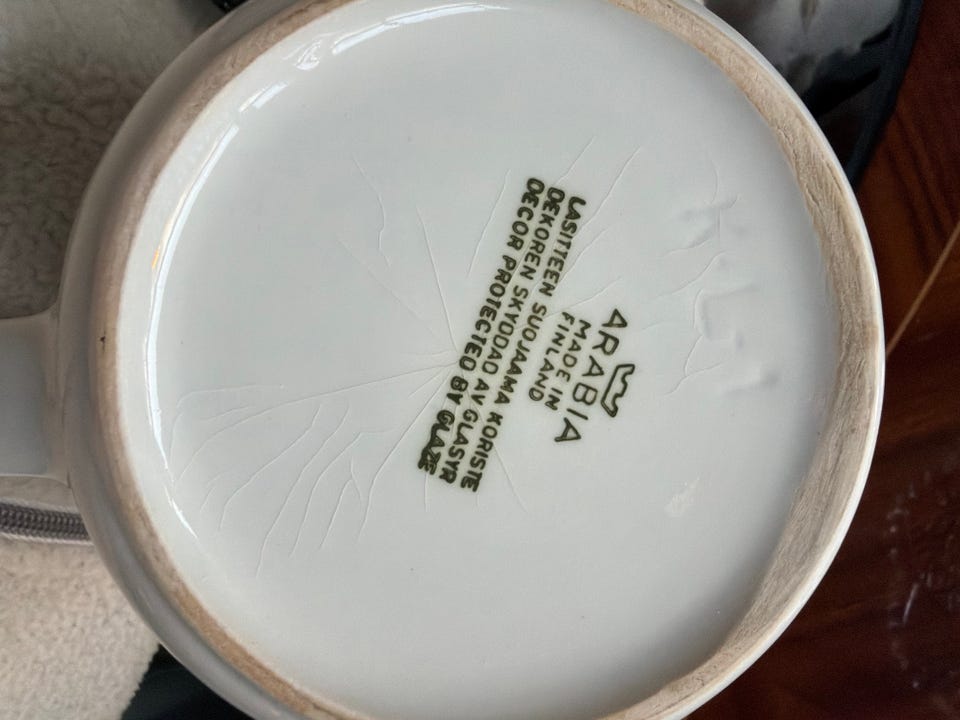 ARABIA
MADE IN
FINLAND
LASITTEEN SUOJAAMA KORISTE
DEKOREN SKYDDAD AV GLASYR
DECOR PROTECTED BY GLAZE